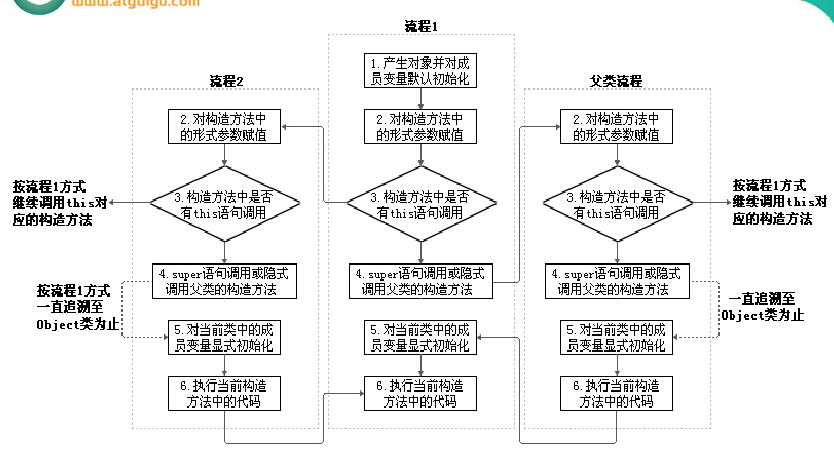 www.atguigu.com
流程1
1. 产生对象并对成
员变量默认初始化
流程2
2. 对构造方法中
的形式参数赋值
3. 构造方法中是否
有this语句调用
按流程1方式
继续调用this对
应的构造方法
4. super语句调用或隐式
调用父类的构造方法
按流程1方式
一直追溯至
Object类为止
5. 对当前类中的成
员变量显式初始化
6. 执行当前构造
方法中的代码
2. 对构造方法中
的形式参数赋值
3. 构造方法中是否
有this语句调用
4. super语句调用或隐式
调用父类的构造方法
5. 对当前类中的成
员变量显式初始化
6. 执行当前构造
方法中的代码
父类流程
2. 对构造方法中
的形式参数赋值
3. 构造方法中是否
有this语句调用
按流程1方式
继续调用this对
应的构造方法
4. super语句调用或隐式
调用父类的构造方法
一直追溯至
Object类为止
5. 对当前类中的成
员变量显式初始化
6. 执行当前构造
方法中的代码